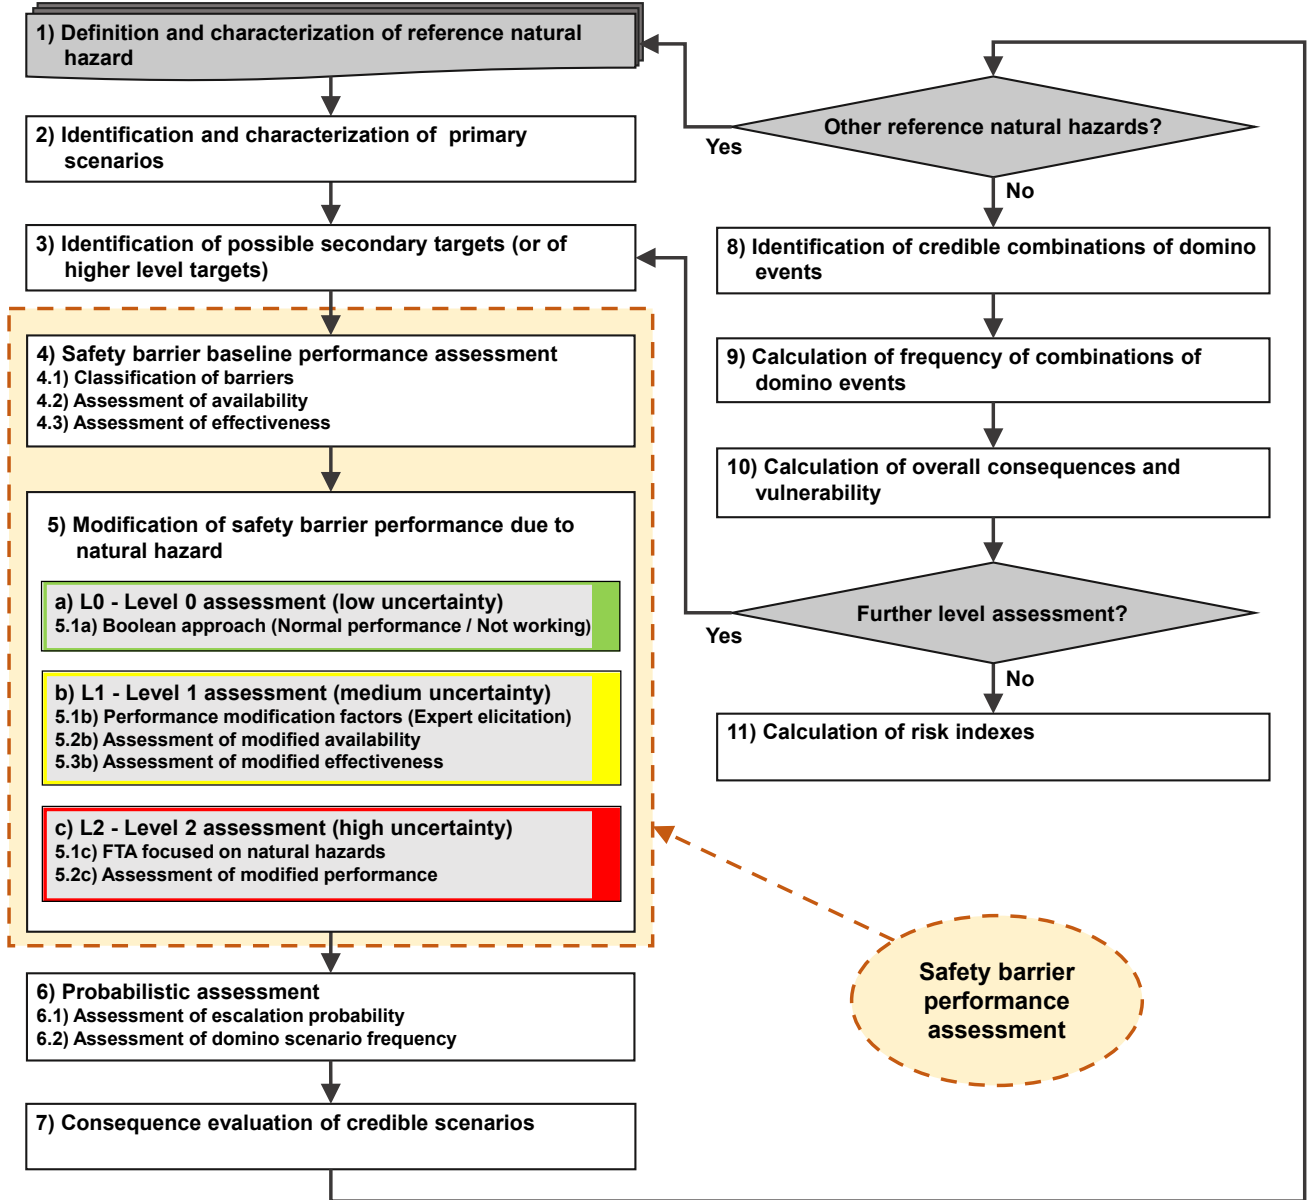 1) Definition and characterization of reference natural
hazard
2) Identification and characterization of primary
scenarios
3) Identification of possible secondary targets (or of
higher level targets)
4) Safety barrier baseline performance assessment
4.1) Classification of barriers
4.2) Assessment of availability
4.3) Assessment of effectiveness
5) Modification of safety barrier performance due to
natural hazard
a) L0 - Level 0 assessment (low uncertainty)
5.1a) Boolean approach (Normal performance / Not working)
b) L1 - Level 1 assessment (medium uncertainty)
5.1b) Performance modification factors (Expert elicitation)
5.2b) Assessment of modified availability
5.3b) Assessment of modified effectiveness
c) L2 - Level 2 assessment (high uncertainty)
5.1c) FTA focused on natural hazards
5.2c) Assessment of modified performance
6) Probabilistic assessment
6.1) Assessment of escalation probability
6.2) Assessment of domino scenario frequency
7) Consequence evaluation of credible scenarios
Other reference natural hazards?
Yes
No
8) Identification of credible combinations of domino
events
9) Calculation of frequency of combinations of
domino events
10) Calculation of overall consequences and
vulnerability
Further level assessment?
Yes
No
11) Calculation of risk indexes
Safety barrier
performance
assessment